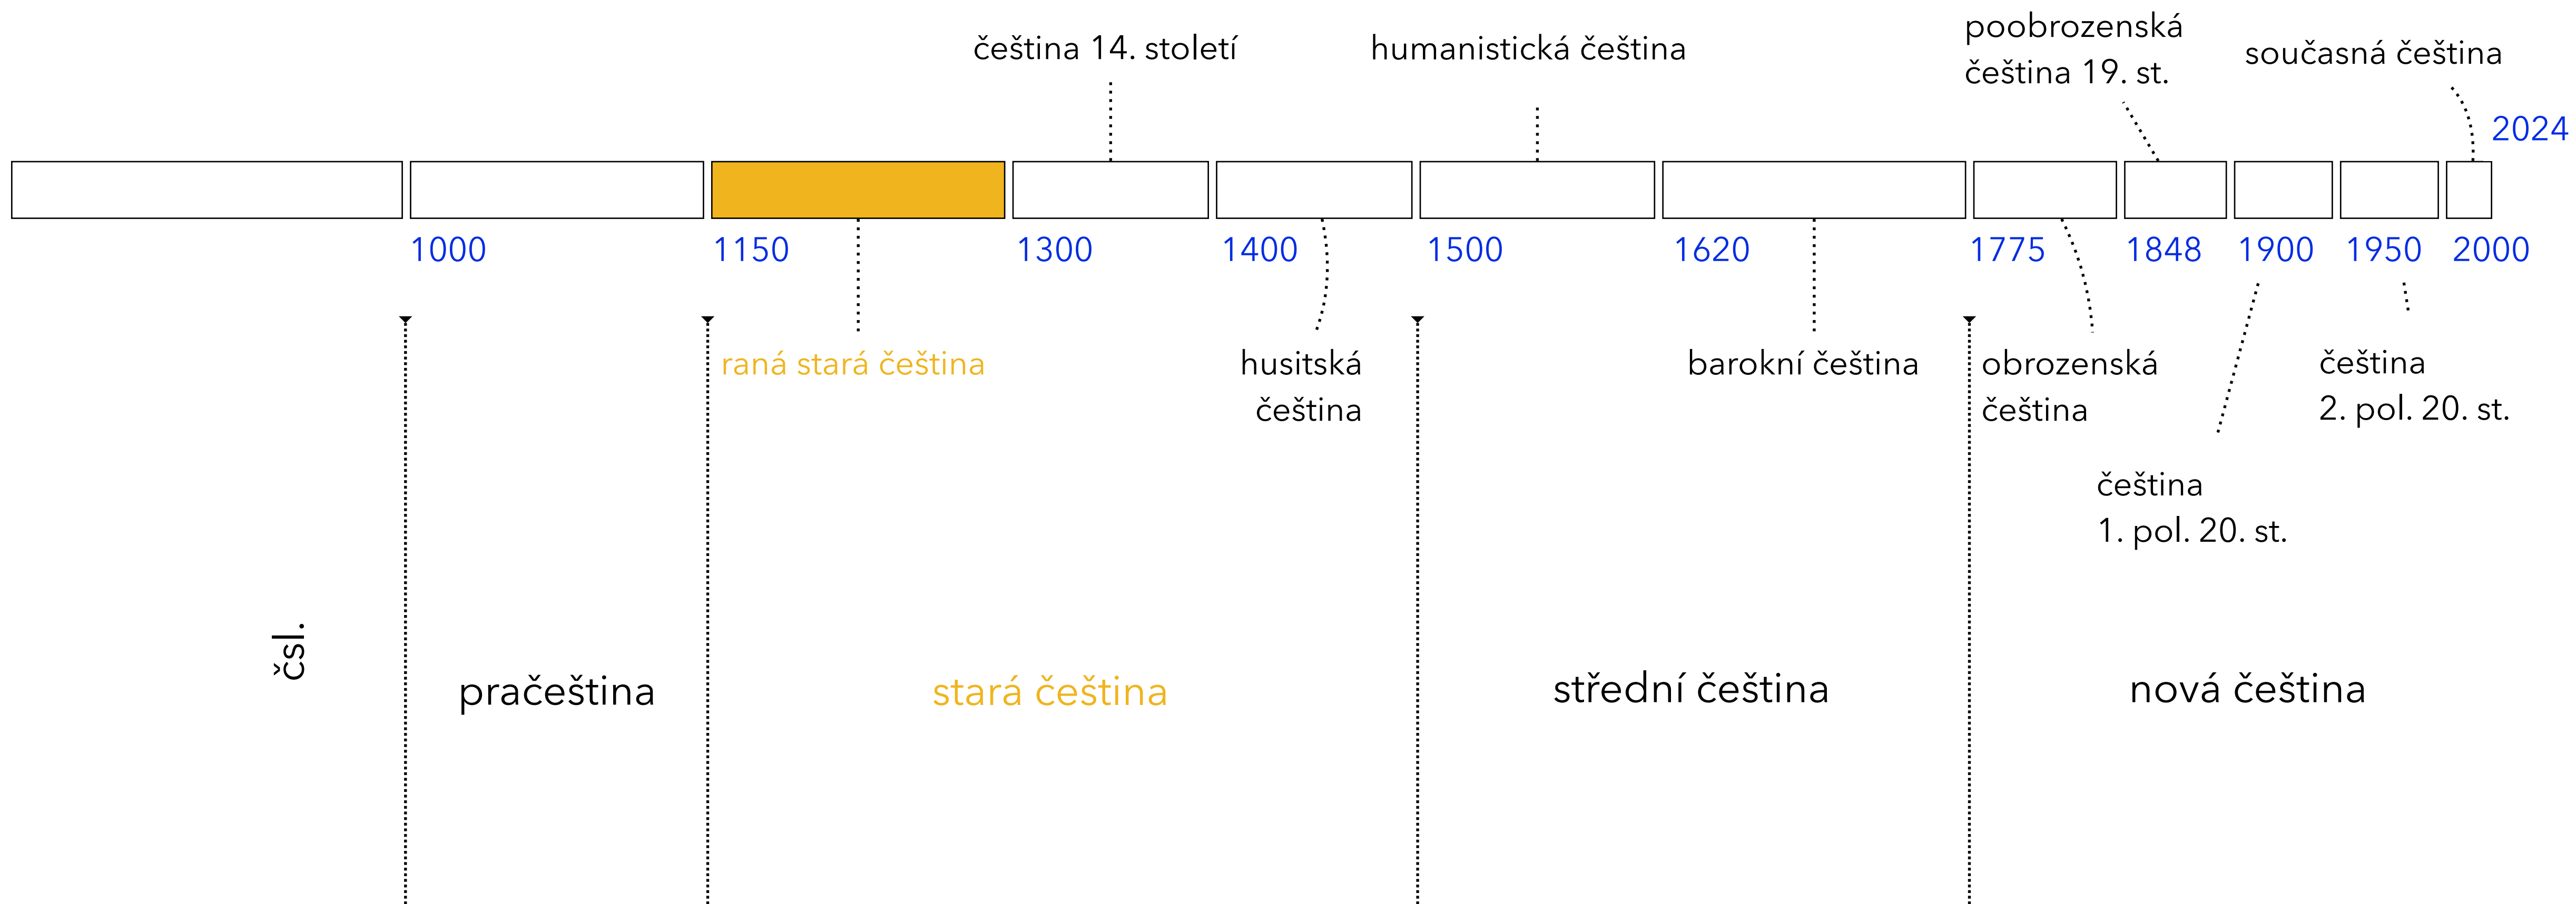 čeština 14. století
humanistická čeština
poobrozenská
čeština 19. st.
současná čeština
2024
1000
1150
1300
1400
1500
1620
1775
1848
1900
1950
2000
raná stará čeština
husitská
čeština
barokní čeština
obrozenská
čeština
čeština
2. pol. 20. st.
čeština
1. pol. 20. st.
čsl.
pračeština
stará čeština
střední čeština
nová čeština